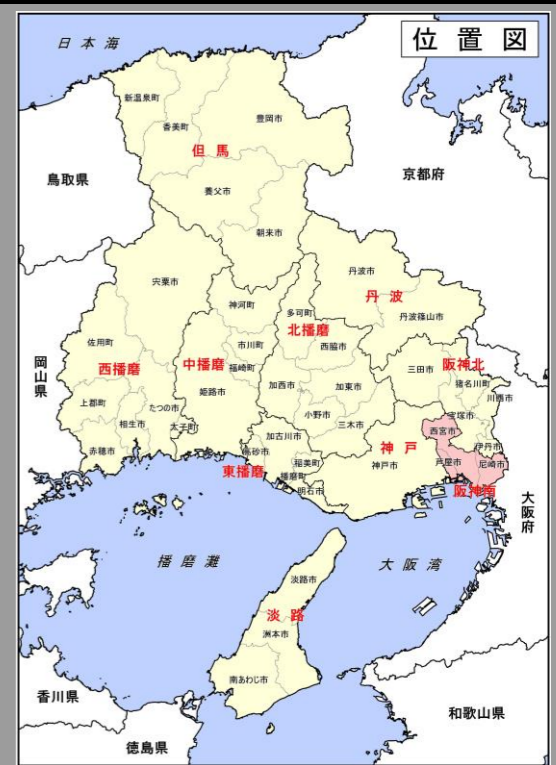 位置図
日本海
新温泉町
香美町
豊岡市
但馬
鳥取県
京都府
養父市
朝来市
丹波市
丹波
丹波篠山市
宍粟市
神河町
多可町
北播磨
市川町
西脇市
佐用町
西播磨
中播磨
福崎町
三田市
阪神北
猪名川町
岡山県
姫路市
加西市
加東市
川西市
上郡町
たつの市
小野市
宝塚市
相生市
太子町
三木市
西宮市
伊丹市
赤穂市
加古川市
神戸
高砂市
稲美町
神戸市
芦屋市
尼崎市
東播磨
播磨町
明石市
阪神南
大阪府
播磨灘
大阪湾
淡路市
淡路
洲本市
南あわじ市
香川県
和歌山県
徳島県